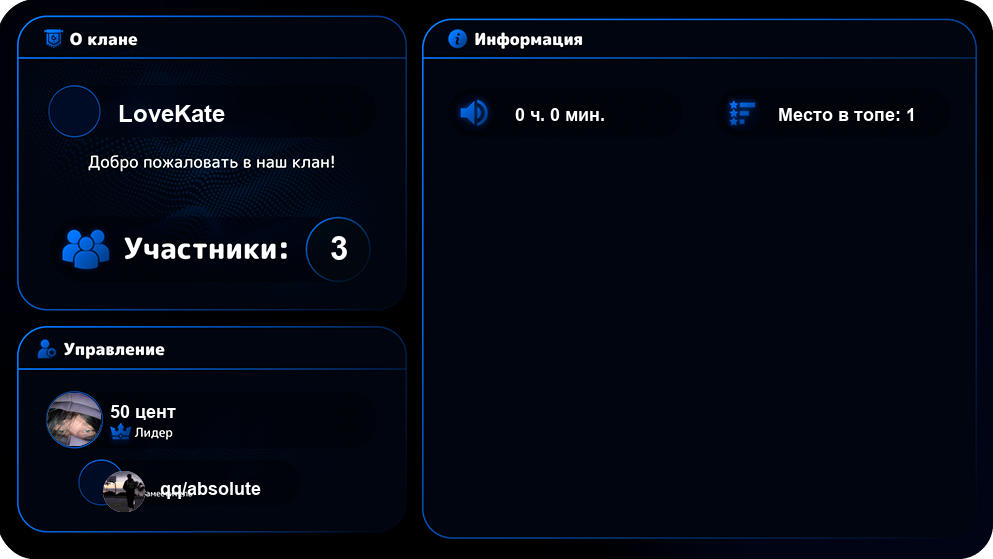 О клане
LoveKate
Добро пожаловать в наш клан!
Участники: 3
Управление
50 цент
Лидер
qq/absolute
Информация
0 ч. 0 мин.
Место в топе: 1